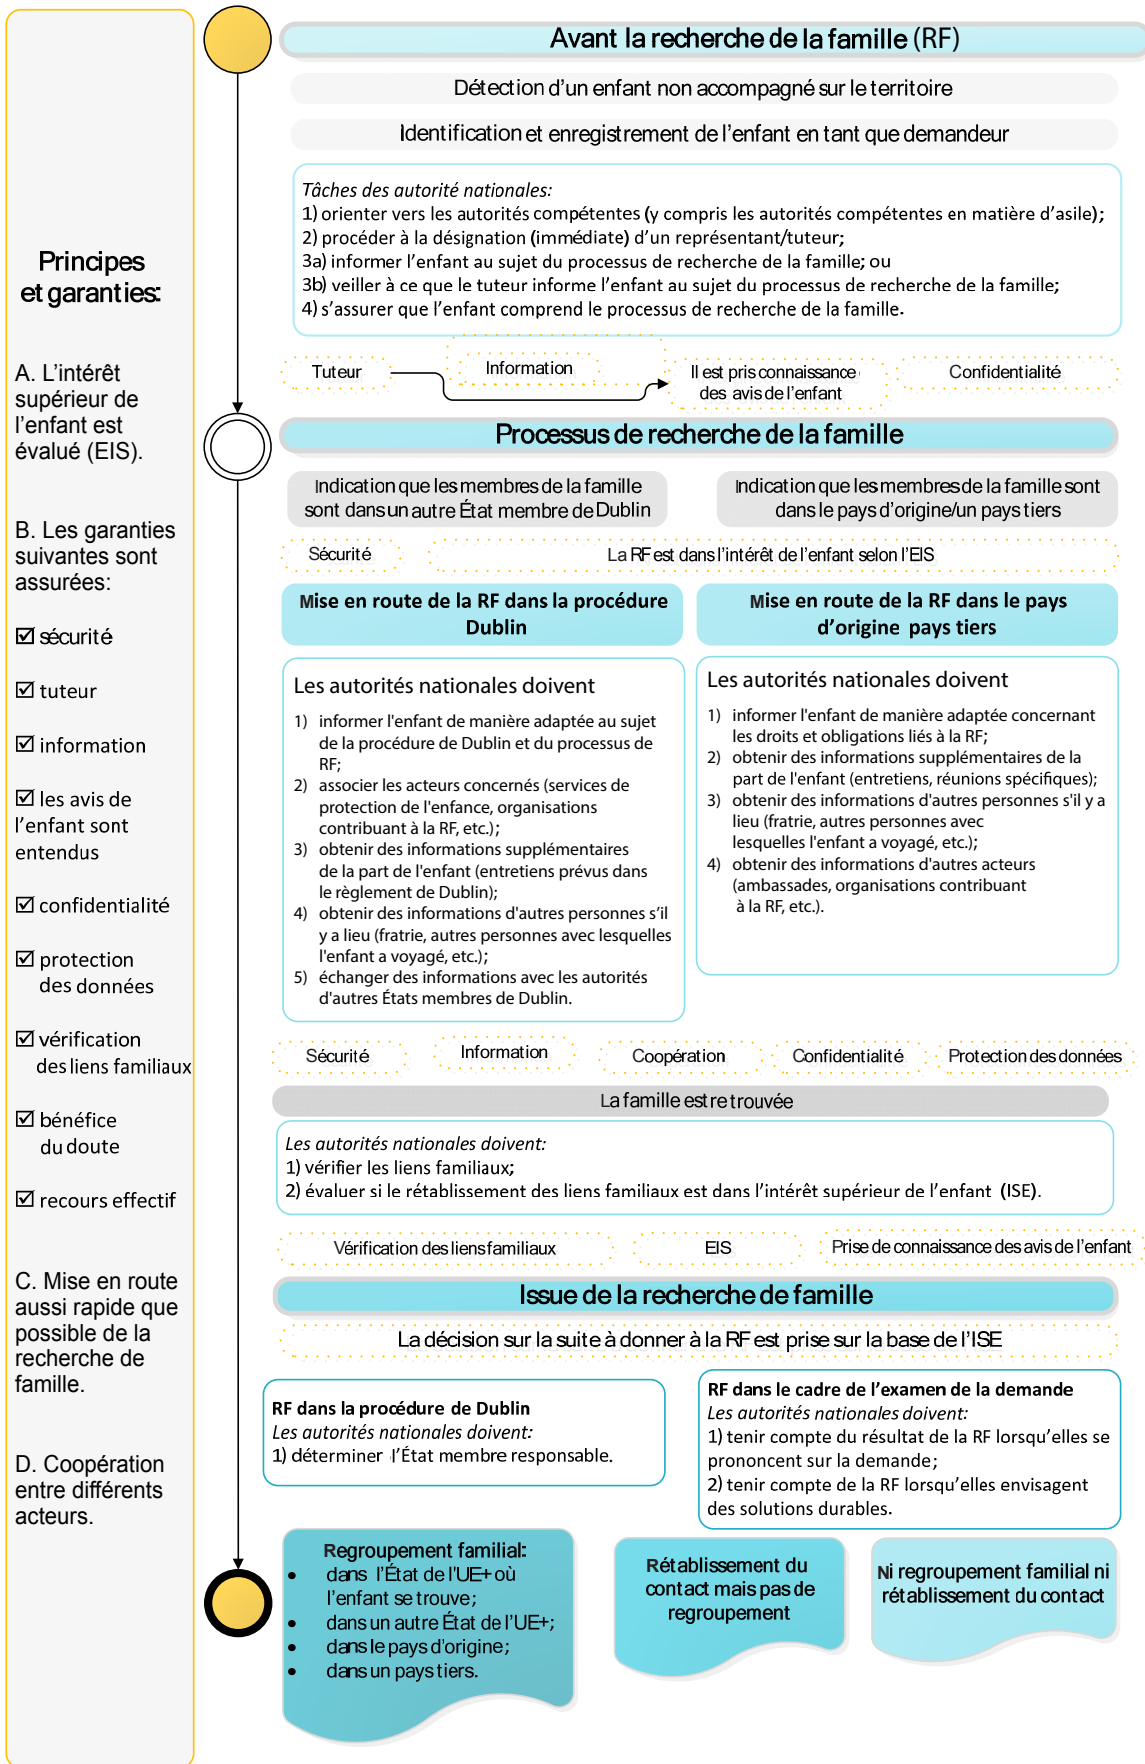 Principes
et garanties:
A. L'intérêt
supérieur de
l'enfant est
évalué (EIS).
B. Les garanties
suivantes sont
assurées:
☑ sécurité
☑ tuteur
☑ information
☑ les avis de
l'enfant sont
entendus
☑ confidentialité
☑ protection
des données
☑ vérification
des liens familiaux
☑ bénéfice
du doute
☑ recours effectif
C. Mise en route
aussi rapide que
possible de la
recherche de
famille.
D. Coopération
entre différents
acteurs.
Avant la recherche de la famille (RF)
Détection d'un enfant non accompagné sur le territoire
Identification et enregistrement de l'enfant en tant que demandeur
Tâches des autorité nationales:
1) orienter vers les autorités compétentes (y compris les autorités compétentes en matière d'asile);
2) procéder à la désignation (immédiate) d'un représentant/tuteur;
3a) informer l'enfant au sujet du processus de recherche de la famille; ou
3b) veiller à ce que le tuteur informe l'enfant au sujet du processus de recherche de la famille;
4) s'assurer que l'enfant comprend le processus de recherche de la famille.
Tuteur
Information
Il est pris connaissance
des avis de l'enfant
Confidentialité
Processus de recherche de la famille
Indication que les membres de la famille
sont dans un autre État membre de Dublin
Indication que les membres de la famille sont
dans le pays d'origine/un pays tiers
Sécurité
La RF est dans l'intérêt de l'enfant selon l'EIS
Mise en route de la RF dans la procédure
Dublin
Mise en route de la RF dans le pays
d'origine pays tiers
Les autorités nationales doivent
1) informer l'enfant de manière adaptée au sujet
de la procédure de Dublin et du processus de
RF;
2) associer les acteurs concernés (services de
protection de l'enfance, organisations
contribuant à la RF, etc.);
3) obtenir des informations supplémentaires
de la part de l'enfant (entretiens prévus dans
le règlement de Dublin);
4) obtenir des informations d'autres personnes s'il
y a lieu (fratrie, autres personnes avec lesquelles
l'enfant a voyagé, etc.);
5) échanger des informations avec les autorités
d'autres États membres de Dublin.
Les autorités nationales doivent
1) informer l'enfant de manière adaptée concernant
les droits et obligations liés à la RF;
2) obtenir des informations supplémentaires de la
part de l'enfant (entretiens, réunions spécifiques);
3) obtenir des informations d'autres personnes s'il y a
lieu (fratrie, autres personnes avec
lesquelles l'enfant a voyagé, etc.);
4) obtenir des informations d'autres acteurs
(ambassades, organisations contribuant
à la RF, etc.).
Sécurité
Information
Coopération
Confidentialité
Protection des données
La famille est retrouvée
Les autorités nationales doivent:
1) vérifier les liens familiaux;
2) évaluer si le rétablissement des liens familiaux est dans l'intérêt supérieur de l'enfant (ISE).
Vérification des liens familiaux
EIS
Prise de connaissance des avis de l'enfant
Issue de la recherche de famille
La décision sur la suite à donner à la RF est prise sur la base de l'ISE
RF dans la procédure de Dublin
Les autorités nationales doivent:
1) déterminer l'État membre responsable.
RF dans le cadre de l'examen de la demande
Les autorités nationales doivent:
1) tenir compte du résultat de la RF lorsqu'elles se
prononcent sur la demande;
2) tenir compte de la RF lorsqu'elles envisagent
des solutions durables.
Regroupement familial:
• dans l'État de l'UE+ où
l'enfant se trouve;
• dans un autre État de l'UE+;
• dans le pays d'origine;
• dans un pays tiers.
Rétablissement du
contact mais pas de
regroupement
Ni regroupement familial ni
rétablissement du contact